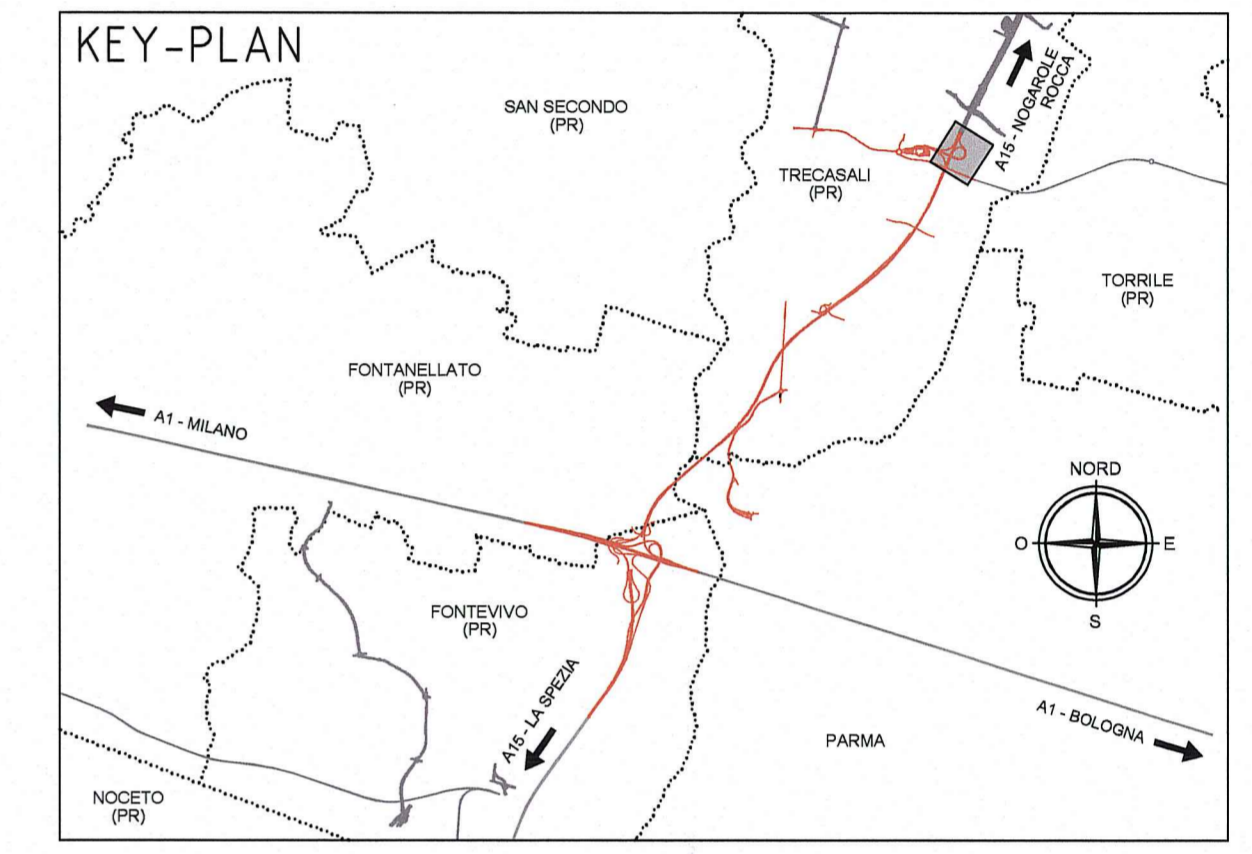 KEY-PLAN
SAN SECONDO
(PR)
A15 - NOGAROLE
ROCCA
TRECASALI
(PR)
TORRILE
(PR)
FONTANELLATO
(PR)
A1 - MILANO
NORD
O
E
S
FONTEVIVO
(PR)
A15 - LA SPEZIA
A1 - BOLOGNA
PARMA
NOCETO
(PR)